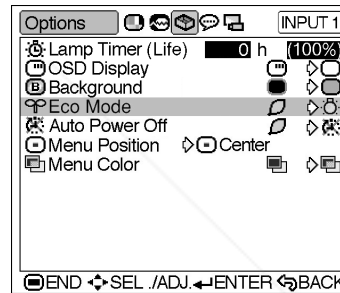 Options INPUT 1
Lamp Timer (Life) 0 h (100%)
OSD Display
B Background
Eco Mode
Auto Power Off
Menu Position Center
Menu Color
END SEL ./ADJ. ENTER BACK